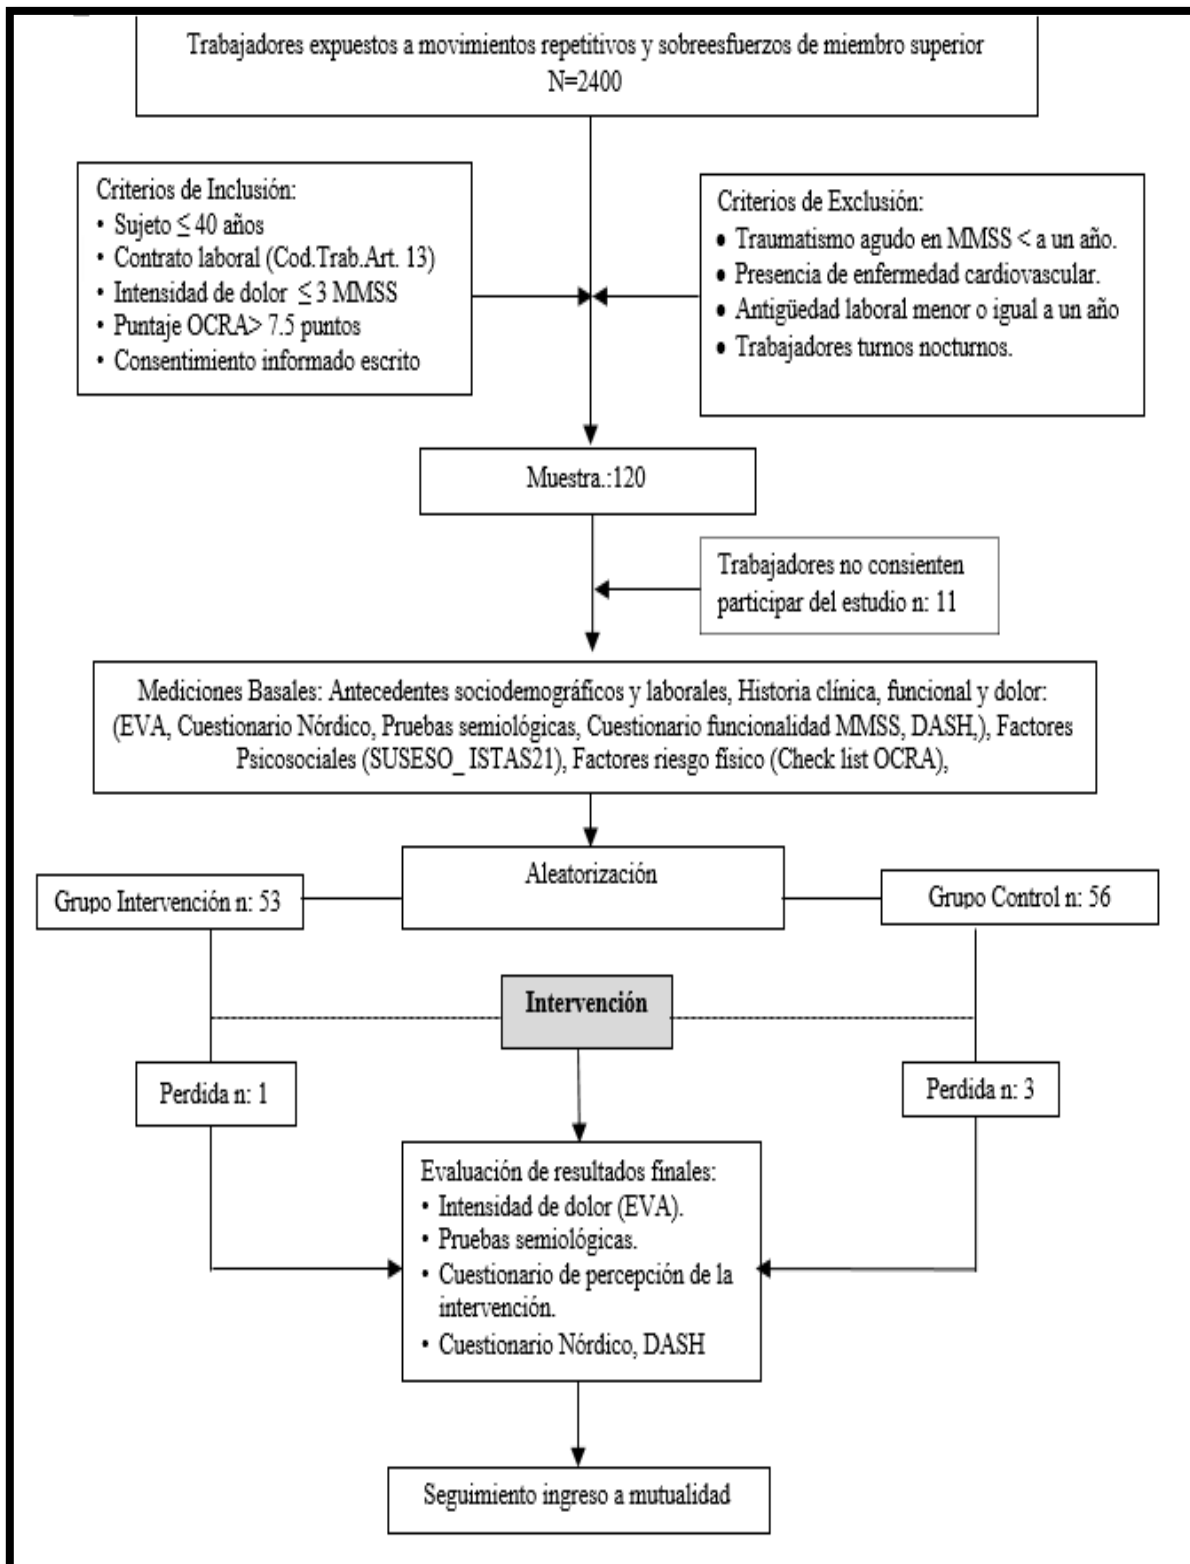 Trabajadores expuestos a movimientos repetitivos y sobreesfuerzos de miembro superior
N=2400
Criterios de Inclusión:
• Sujeto ≤ 40 años
• Contrato laboral (Cod.Trab.Art. 13)
• Intensidad de dolor ≤ 3 MMSS
• Puntaje OCRA> 7.5 puntos
• Consentimiento informado escrito
Criterios de Exclusión:
• Traumatismo agudo en MMSS < a un año.
• Presencia de enfermedad cardiovascular.
• Antigüedad laboral menor o igual a un año
• Trabajadores turnos nocturnos.
Muestra.:120
Trabajadores no consienten
participar del estudio n: 11
Mediciones Basales: Antecedentes sociodemográficos y laborales, Historia clínica, funcional y dolor:
(EVA, Cuestionario Nórdico, Pruebas semiológicas, Cuestionario funcionalidad MMSS, DASH,), Factores
Psicosociales (SUSESO_ ISTAS21), Factores riesgo físico (Check list OCRA),
Aleatorización
Grupo Intervención n: 53
Grupo Control n: 56
Intervención
Perdida n: 1
Perdida n: 3
Evaluación de resultados finales:
• Intensidad de dolor (EVA).
• Pruebas semiológicas.
• Cuestionario de percepción de la
intervención.
• Cuestionario Nórdico, DASH
Seguimiento ingreso a mutualidad